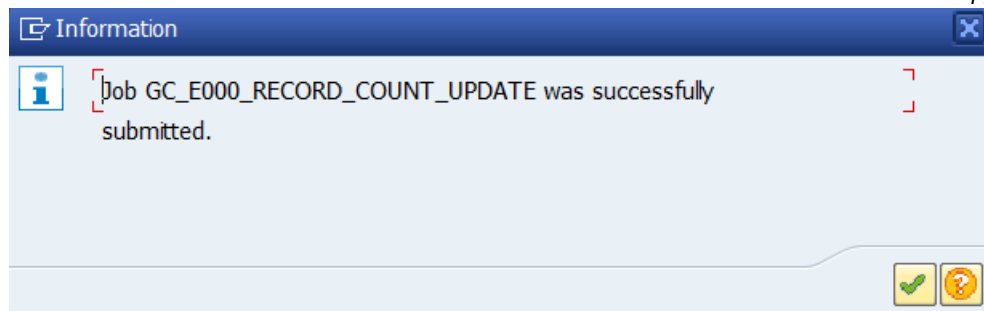 Information
Job GC_E000_RECORD_COUNT_UPDATE was successfully
submitted.